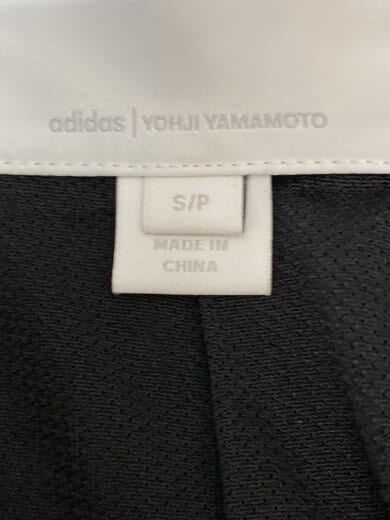 adidas | YOHJI YAMAMOTO
S/P
MADE IN
CHINA